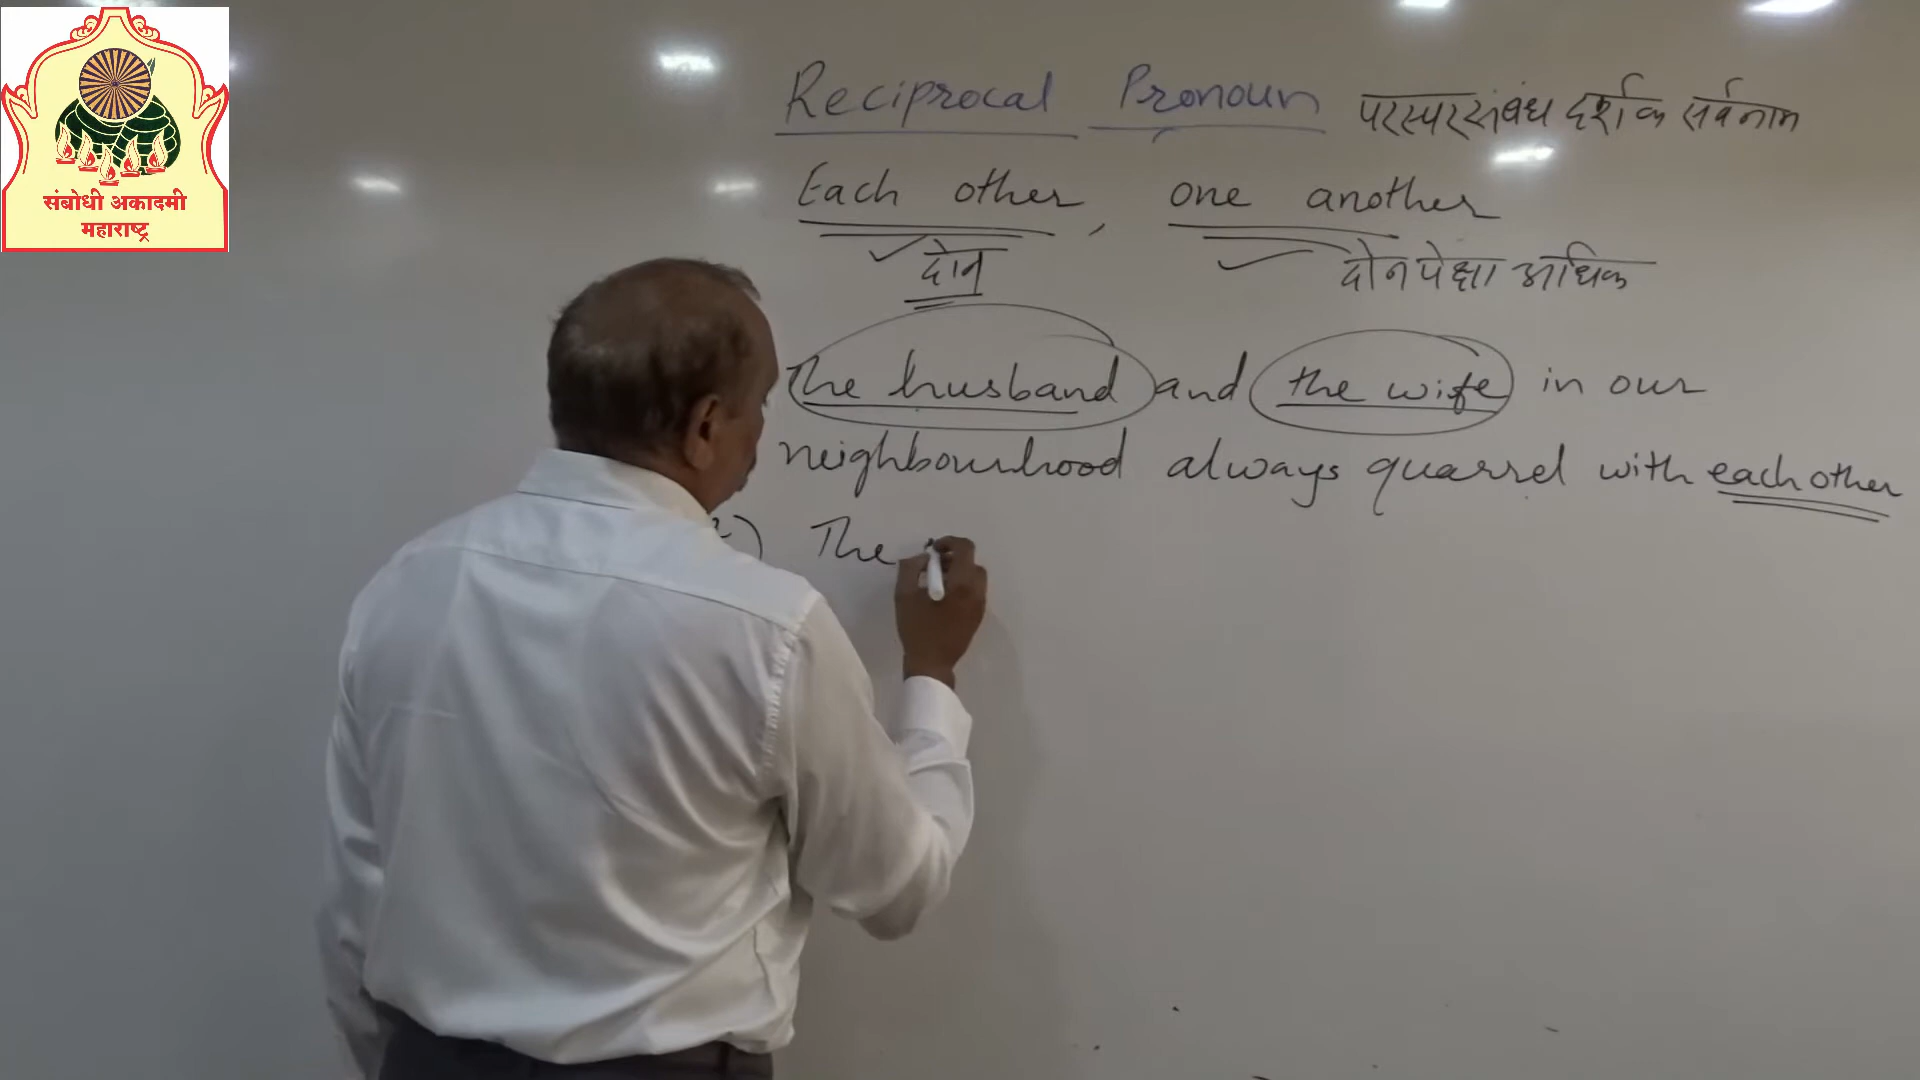 संबोधी अकादमी
महाराष्ट्र
Reciprocal Pronoun परस्परसंबंध दर्शक सर्वनाम
Each other, one another
दोन दोनपेक्षा अधिक
The husband and the wife in our
neighbourhood always quarrel with each other
2) The